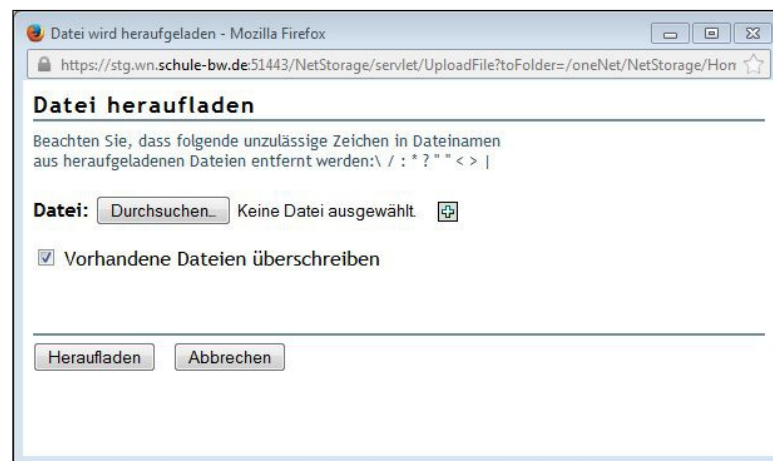 Datei wird heraufgeladen - Mozilla Firefox
https://stg.wn.schule-bw.de:51443/NetStorage/servlet/UploadFile?toFolder=/oneNet/NetStorage/Hom
Datei heraufladen
Beachten Sie, dass folgende unzulässige Zeichen in Dateinamen
aus heraufgeladenen Dateien entfernt werden:\ / : * ? " " < > |
Datei: Durchsuchen… Keine Datei ausgewählt.
Vorhandene Dateien überschreiben
Heraufladen Abbrechen